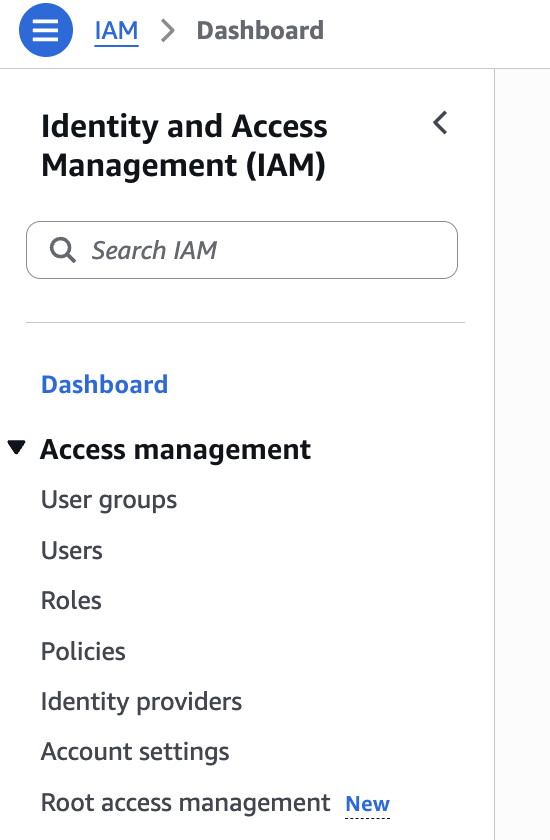 IAM > Dashboard
Identity and Access
Management (IAM)
Search IAM
Dashboard
Access management
User groups
Users
Roles
Policies
Identity providers
Account settings
Root access management New